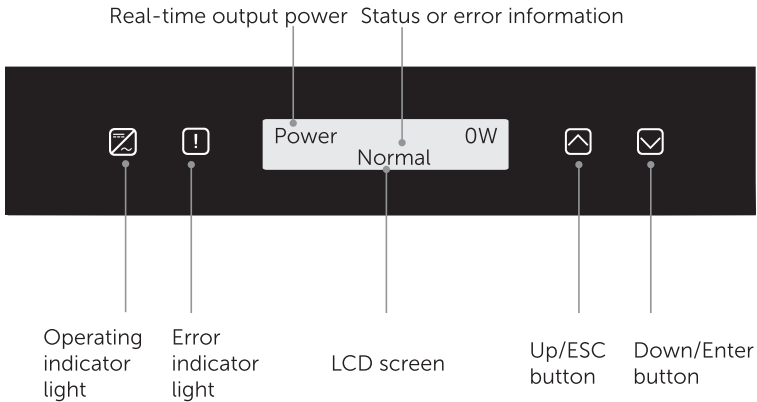 Real-time output power Status or error information
Power 0W
Normal
Operating
indicator
light
Error
indicator
light
LCD screen
Up/ESC
button
Down/Enter
button